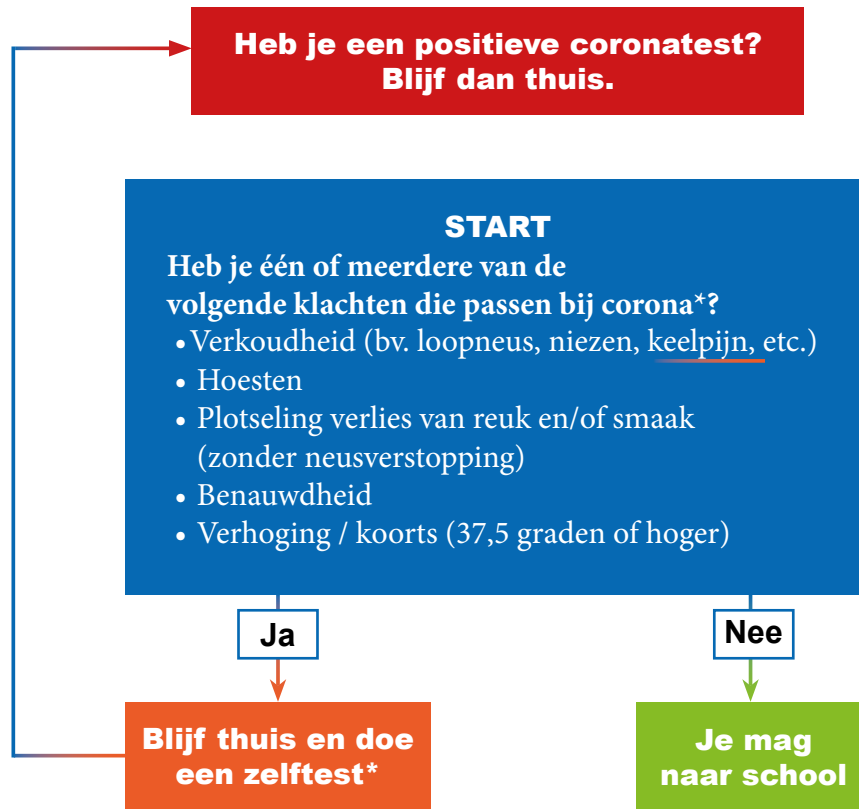 Heb je een positieve coronatest?
Blijf dan thuis.
START
Heb je één of meerdere van de
volgende klachten die passen bij corona*?
• Verkoudheid (bv. loopneus, niezen, keelpijn, etc.)
• Hoesten
• Plotseling verlies van reuk en/of smaak
(zonder neusverstopping)
• Benauwdheid
• Verhoging / koorts (37,5 graden of hoger)
Ja
Nee
Blijf thuis en doe
een zelftest*
Je mag
naar school